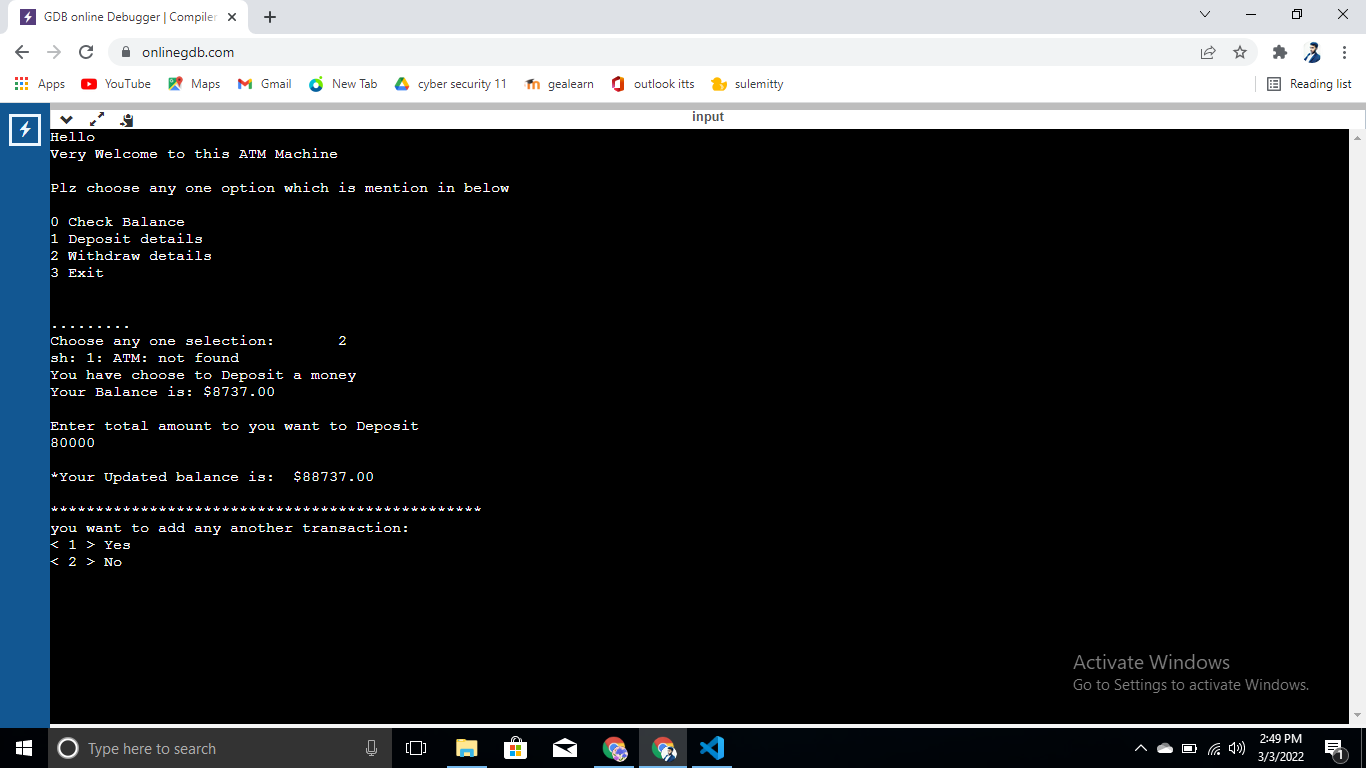 GDB online Debugger | Compiler
onlinegdb.com
Apps YouTube Maps Gmail New Tab cyber security 11 gealearn outlook itts sulemitty Reading list
input
Hello
Very Welcome to this ATM Machine
Plz choose any one option which is mention in below
0 Check Balance
1 Deposit details
2 Withdraw details
3 Exit
.........
Choose any one selection: 2
sh: 1: ATM: not found
You have choose to Deposit a money
Your Balance is: $8737.00
Enter total amount to you want to Deposit
80000
*Your Updated balance is: $88737.00
************************************************
you want to add any another transaction:
< 1 > Yes
< 2 > No
Activate Windows
Go to Settings to activate Windows.
Type here to search
2:49 PM
3/3/2022
1